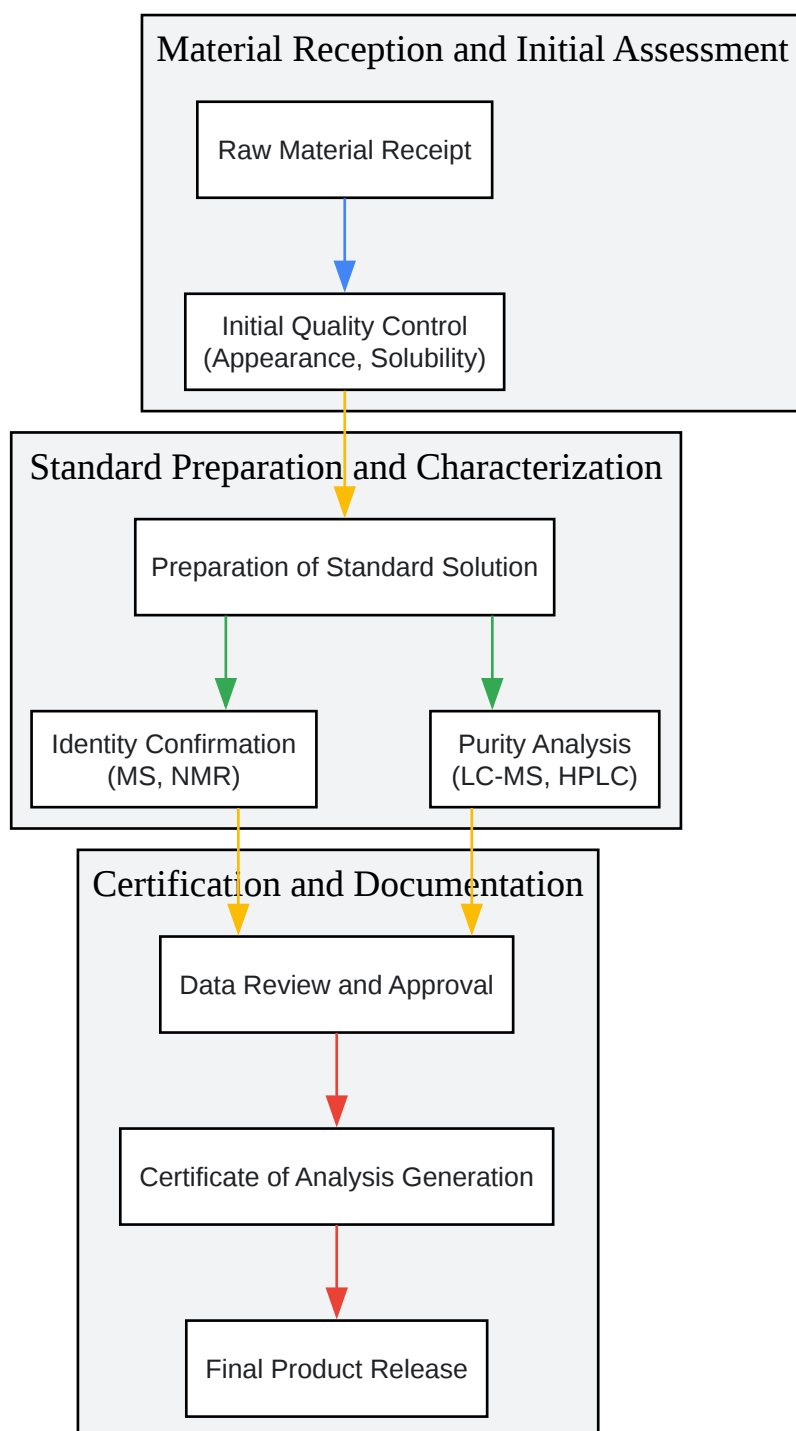 Material Reception and Initial Assessment
Raw Material Receipt
Initial Quality Control
(Appearance, Solubility)
Standard Preparation and Characterization
Preparation of Standard Solution
Identity Confirmation
(MS, NMR)
Purity Analysis
(LC-MS, HPLC)
Certification and Documentation
Data Review and Approval
Certificate of Analysis Generation
Final Product Release